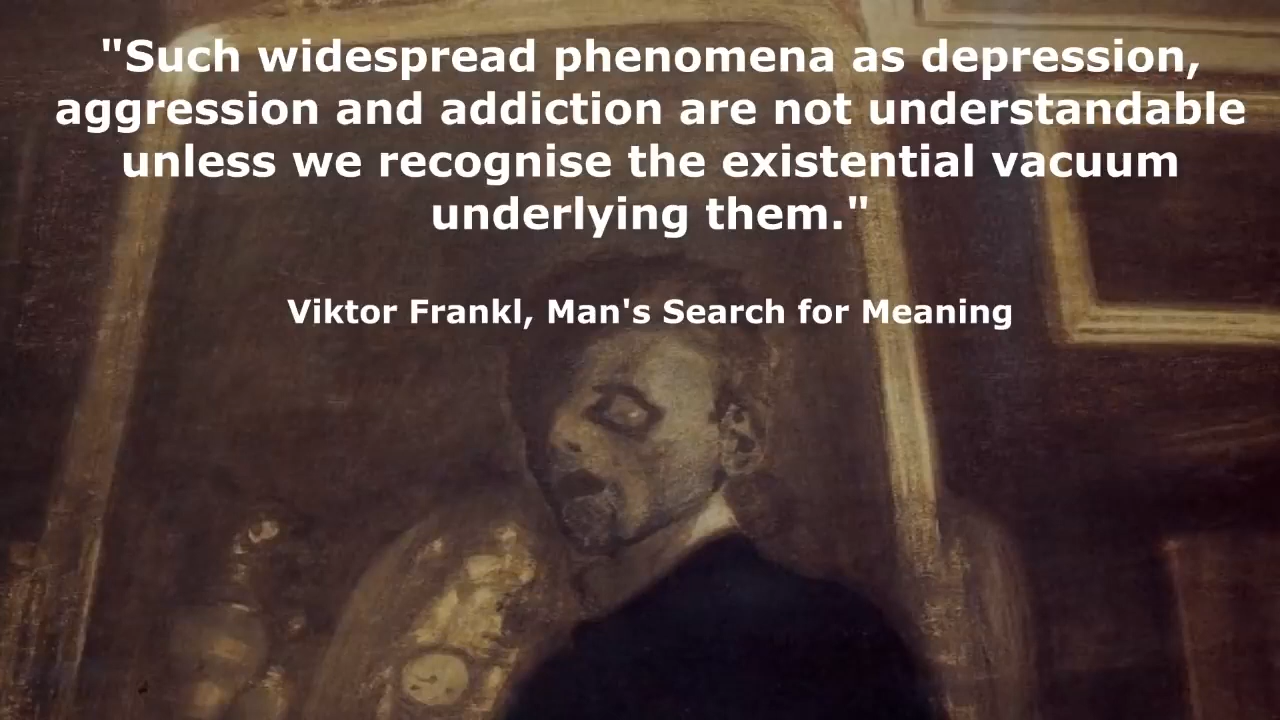 "Such widespread phenomena as depression,
aggression and addiction are not understandable
unless we recognise the existential vacuum
underlying them."
Viktor Frankl, Man's Search for Meaning